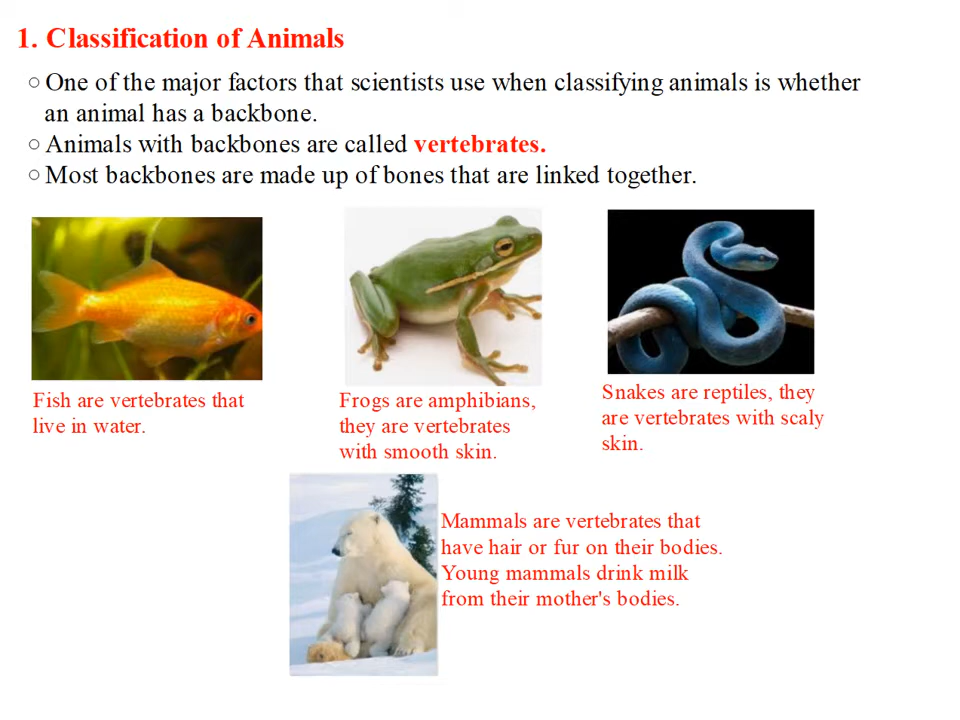 1. Classification of Animals
○ One of the major factors that scientists use when classifying animals is whether
an animal has a backbone.
○ Animals with backbones are called vertebrates.
○ Most backbones are made up of bones that are linked together.
Fish are vertebrates that
live in water.
Frogs are amphibians,
they are vertebrates
with smooth skin.
Snakes are reptiles, they
are vertebrates with scaly
skin.
Mammals are vertebrates that
have hair or fur on their bodies.
Young mammals drink milk
from their mother's bodies.